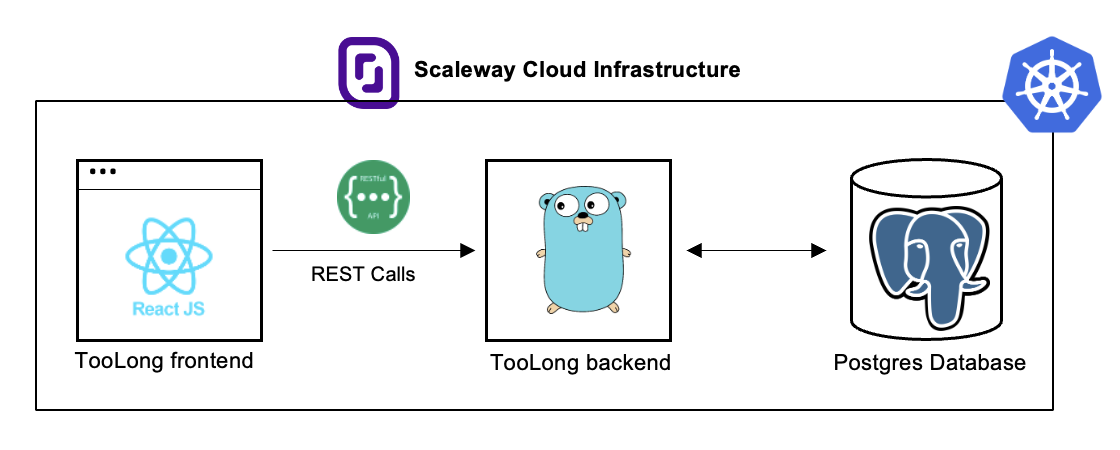 Scaleway Cloud Infrastructure
RESTful
{•••}
API
REST Calls
React JS
TooLong frontend
TooLong backend
Postgres Database